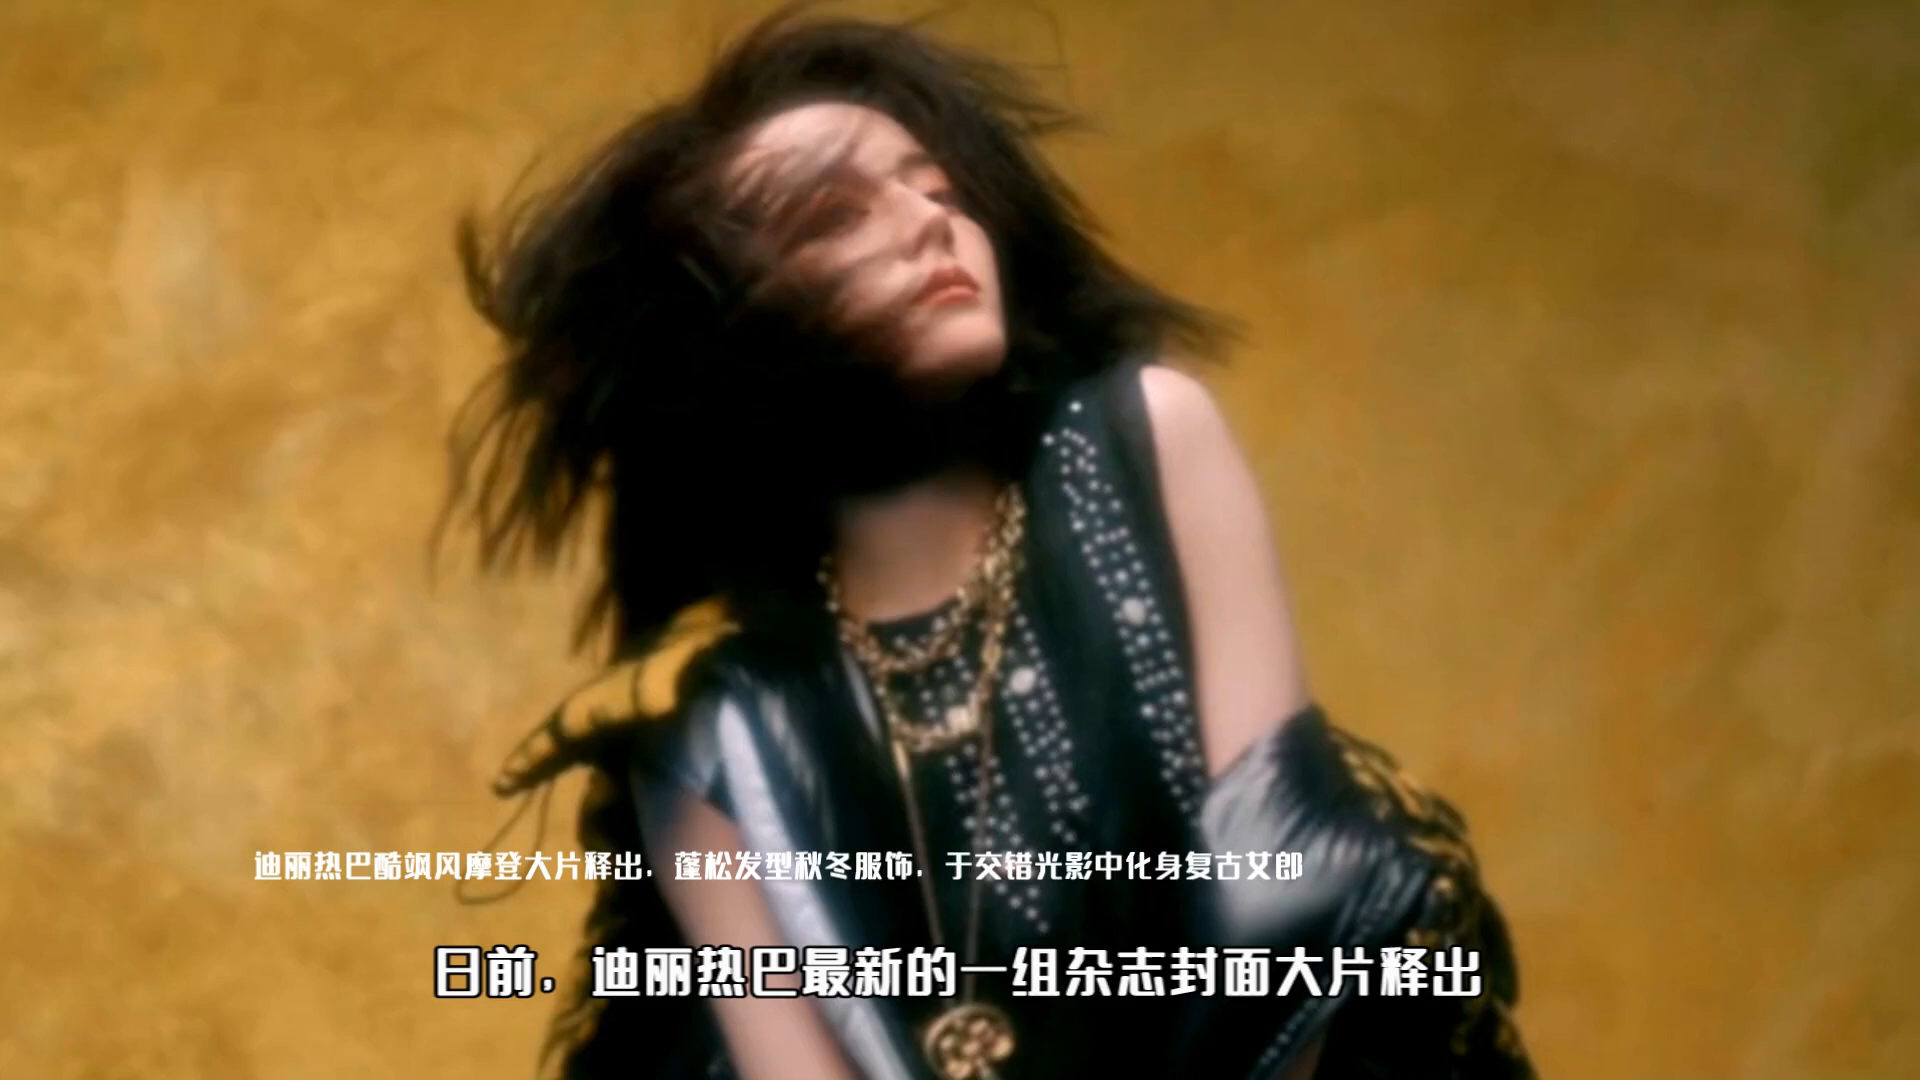 迪丽热巴酷飒风摩登大片释出，蓬松发型秋冬服饰，于交错光影中化身复古女郎
日前，迪丽热巴最新的一组杂志封面大片释出